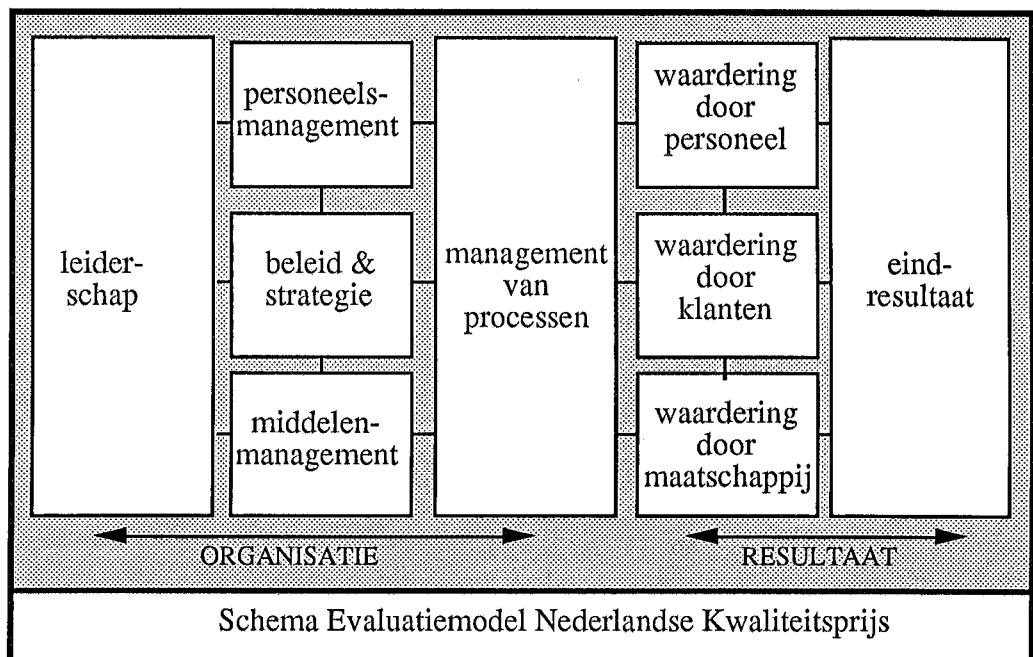 leider-
schap
personeels-
management
beleid &
strategie
middelen-
management
management
van
processen
waardering
door
personeel
waardering
door
klanten
waardering
door
maatschappij
eind-
resultaat
ORGANISATIE
RESULTAAT
Schema Evaluatiemodel Nederlandse Kwaliteitsprijs